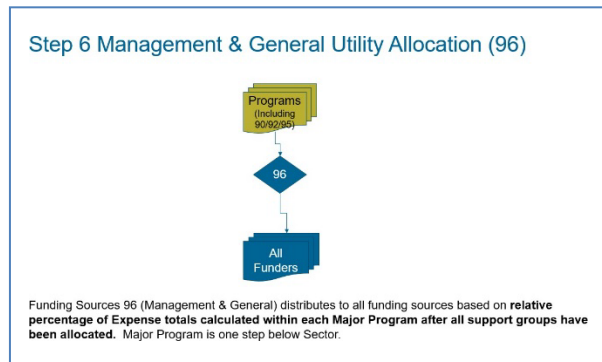 Step 6 Management & General Utility Allocation (96)
Programs
(Including
90/92/95)
96
All
Funders
Funding Sources 96 (Management & General) distributes to all funding sources based on relative
percentage of Expense totals calculated within each Major Program after all support groups have
been allocated. Major Program is one step below Sector.